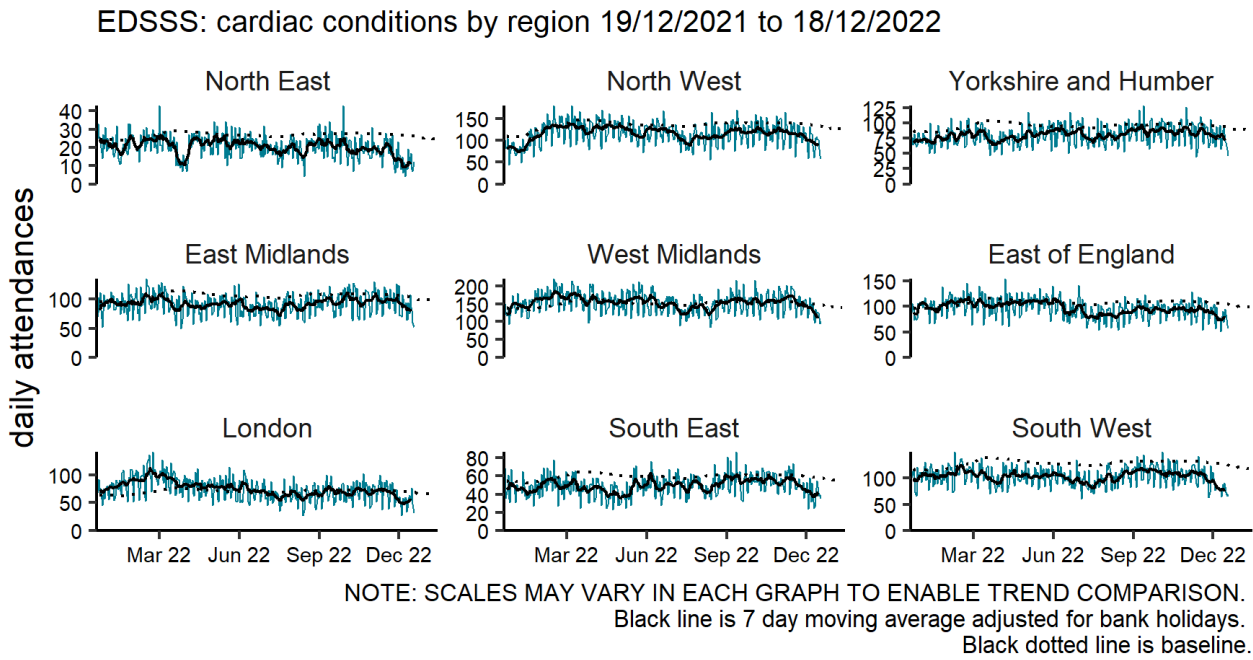 EDSSS: cardiac conditions by region 19/12/2021 to 18/12/2022
North East
North West
Yorkshire and Humber
40
30
20
10
0
150
100
50
0
125
100
75
50
25
0
daily attendances
East Midlands
West Midlands
East of England
100
50
0
200
150
100
50
0
150
100
50
0
London
South East
South West
100
50
0
80
60
40
20
0
100
50
0
Mar 22 Jun 22 Sep 22 Dec 22
Mar 22 Jun 22 Sep 22 Dec 22
Mar 22 Jun 22 Sep 22 Dec 22
NOTE: SCALES MAY VARY IN EACH GRAPH TO ENABLE TREND COMPARISON.
Black line is 7 day moving average adjusted for bank holidays.
Black dotted line is baseline.